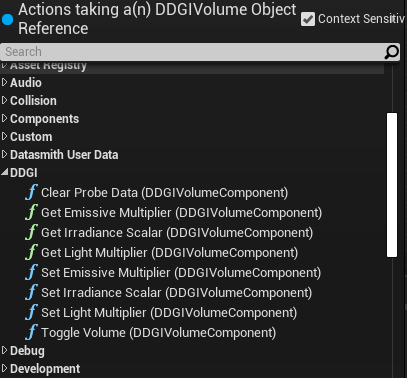 Actions taking a(n) DDGIVolume Object
Reference
Context Sensitiv
Search
Asset Registry
Audio
Collision
Components
Custom
Datasmith User Data
DDGI
Clear Probe Data (DDGIVolumeComponent)
Get Emissive Multiplier (DDGIVolumeComponent)
Get Irradiance Scalar (DDGIVolumeComponent)
Get Light Multiplier (DDGIVolumeComponent)
Set Emissive Multiplier (DDGIVolumeComponent)
Set Irradiance Scalar (DDGIVolumeComponent)
Set Light Multiplier (DDGIVolumeComponent)
Toggle Volume (DDGIVolumeComponent)
Debug
Development